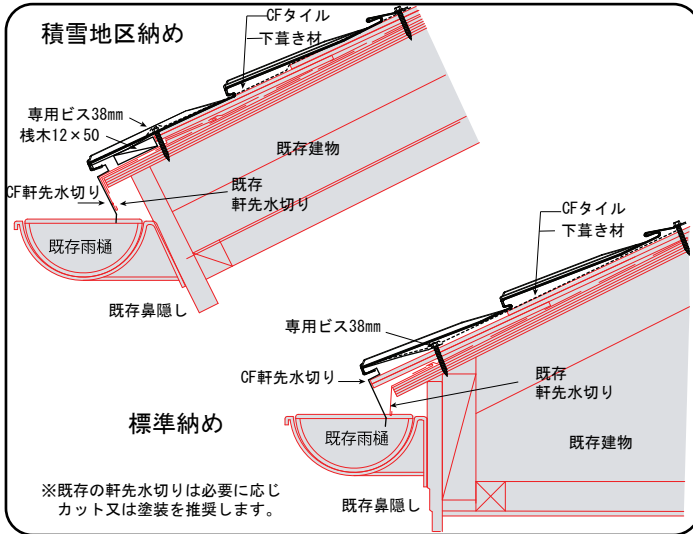 積雪地区納め
CFタイル
下葺き材
専用ビス38mm
桟木12×50
既存建物
CF軒先水切り
既存
軒先水切り
既存雨樋
既存鼻隠し
CFタイル
下葺き材
専用ビス38mm
CF軒先水切り
既存
軒先水切り
標準納め
既存雨樋
既存建物
※既存の軒先水切りは必要に応じ
カット又は塗装を推奨します。
既存鼻隠し